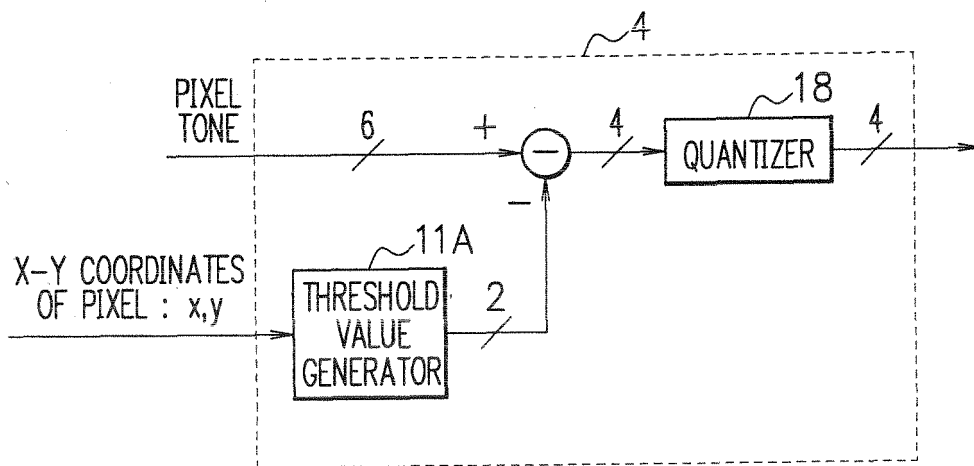 4
PIXEL
TONE
6
+
−
4
18
QUANTIZER
4
−
11A
X-Y COORDINATES
OF PIXEL : x,y
THRESHOLD
VALUE
GENERATOR
2